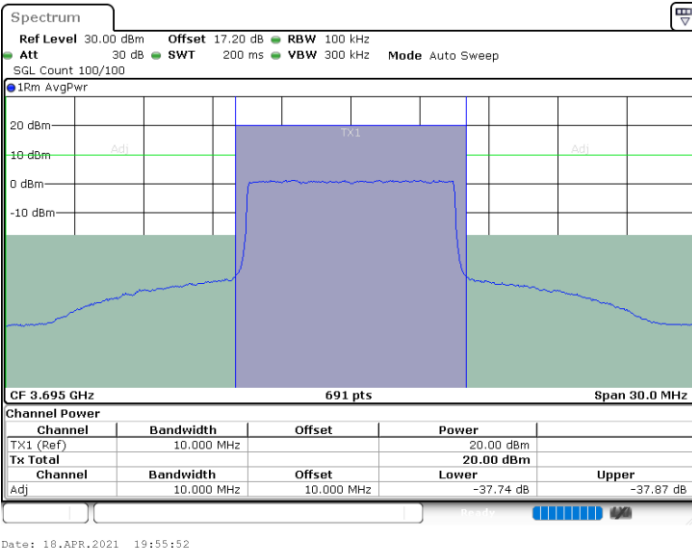 Spectrum
Ref Level 30.00 dBm Offset 17.20 dB RBW 100 kHz
Att 30 dB SWT 200 ms VBW 300 kHz Mode Auto Sweep
SGL Count 100/100
1Rm AvgPwr
20 dBm
TX1
Adj Adj
10 dBm
0 dBm
-10 dBm
CF 3.695 GHz 691 pts Span 30.0 MHz
Channel Power
Channel Bandwidth Offset Power
TX1 (Ref) 10.000 MHz 20.00 dBm
Tx Total 20.00 dBm
Channel Bandwidth Offset Lower Upper
Adj 10.000 MHz 10.000 MHz -37.74 dB -37.87 dB
Ready
Date: 18.APR.2021 19:55:52